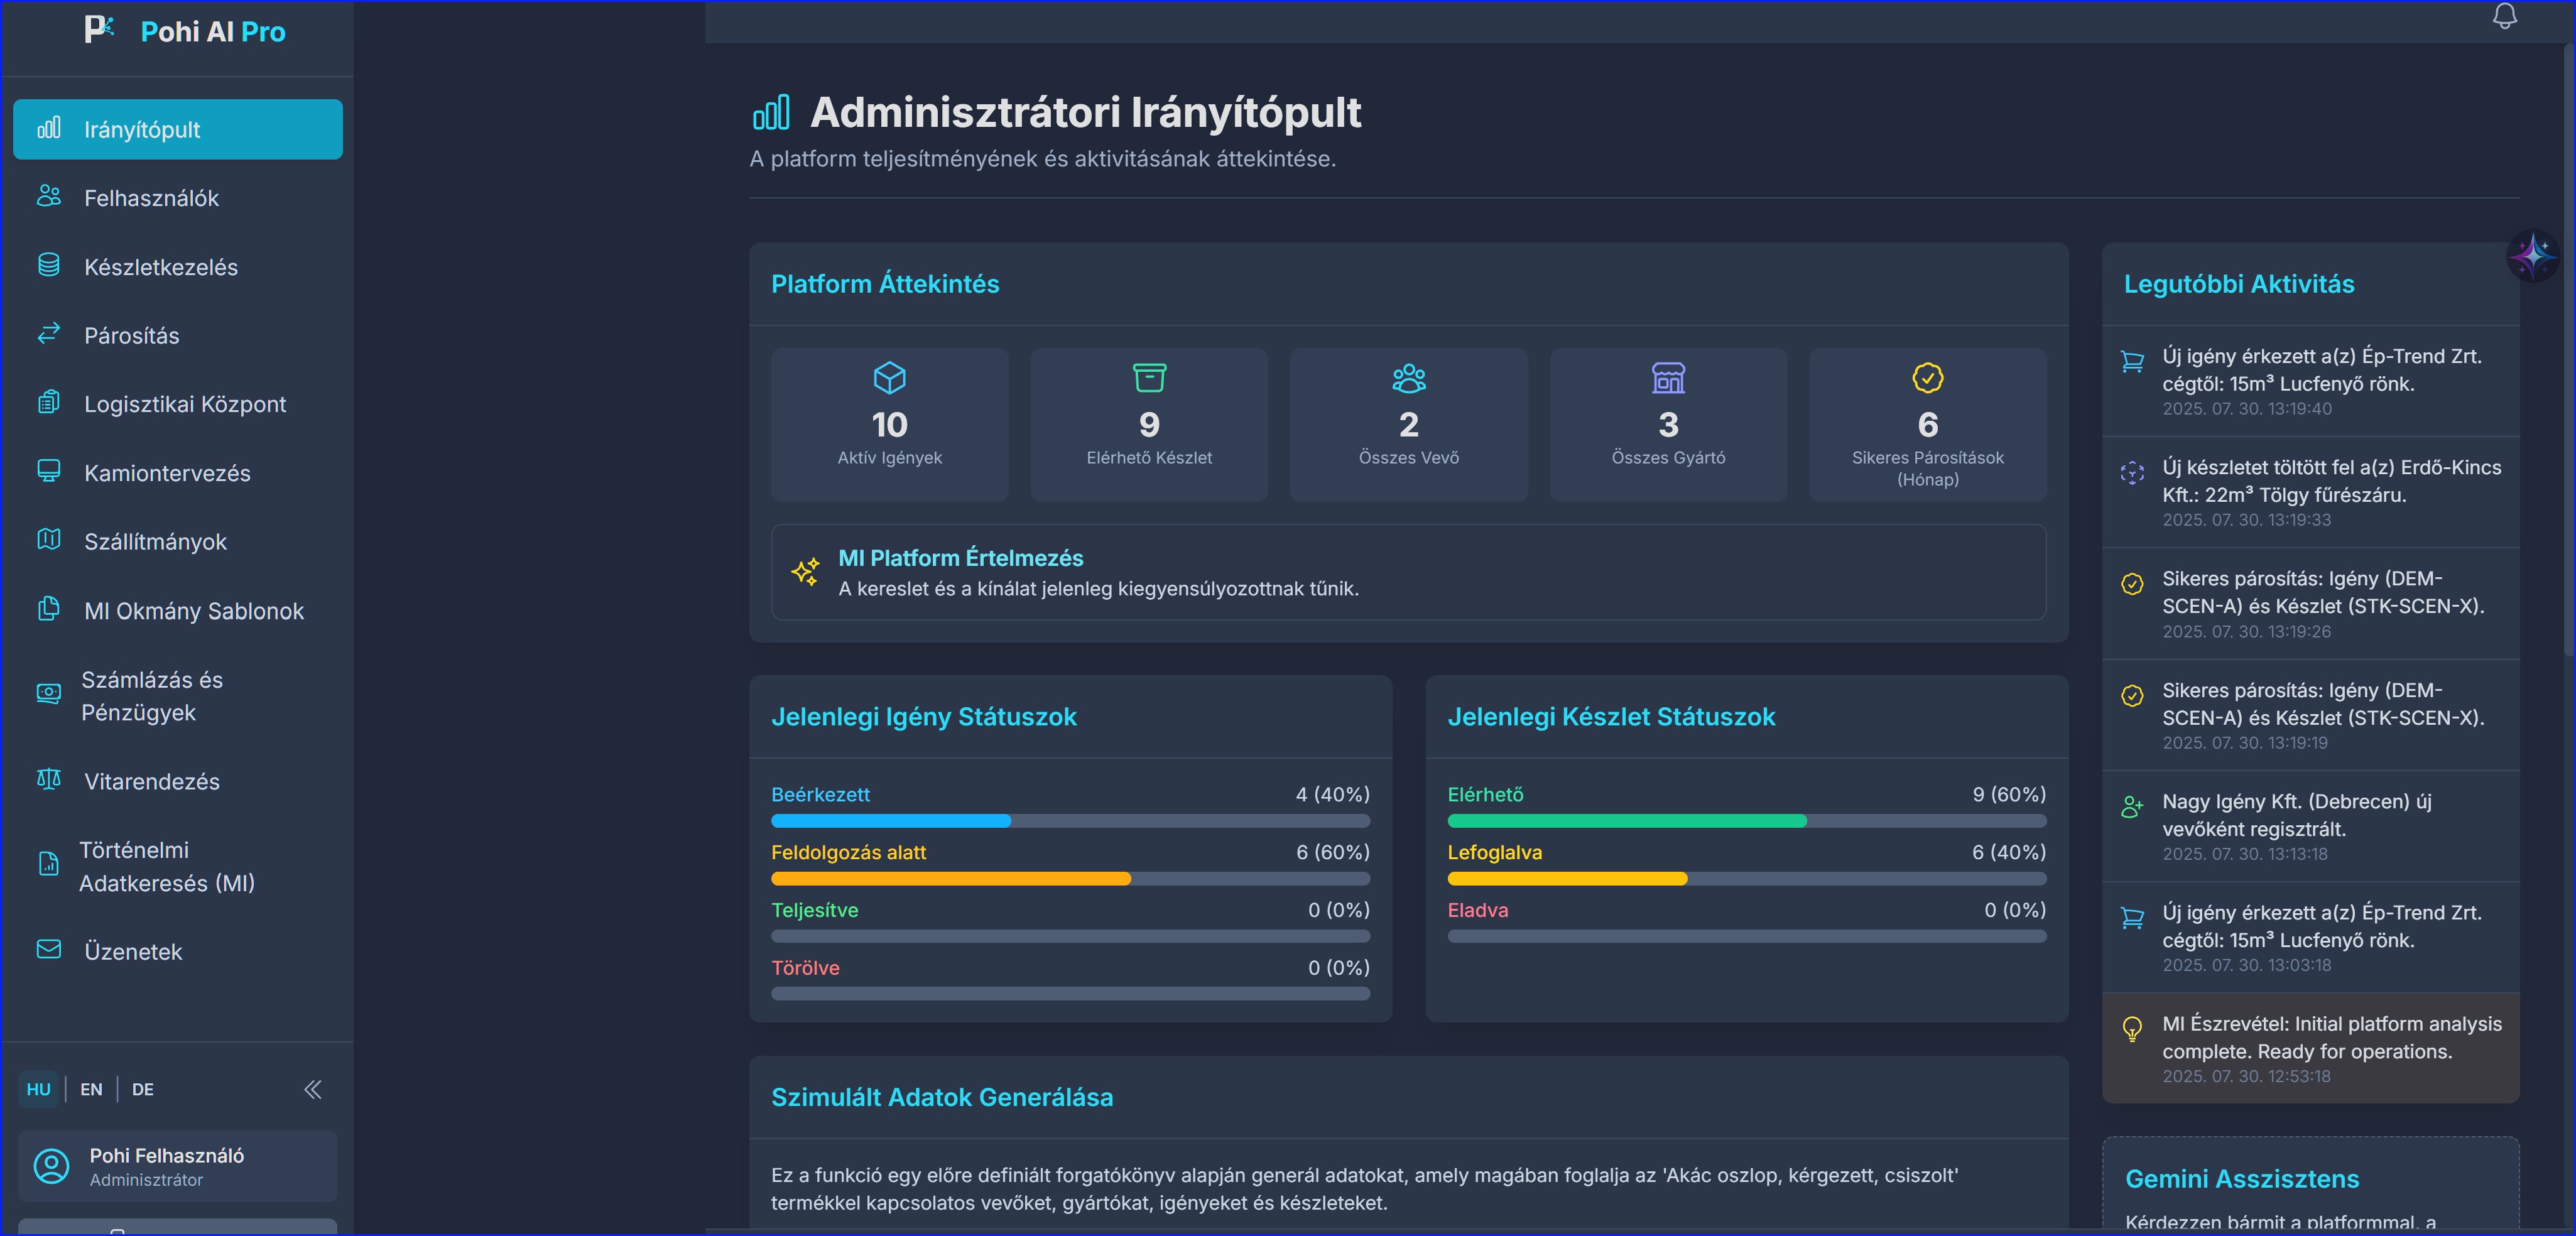 Pohi AI Pro
Irányítópult
Felhasználók
Készletkezelés
Párosítás
Logisztikai Központ
Kamiontervezés
Szállítmányok
MI Okmány Sablonok
Számlázás és
Pénzügyek
Vitarendezés
Történelmi
Adatkeresés (MI)
Üzenetek
HU | EN | DE
Pohi Felhasználó
Adminisztrátor
Adminisztrátori Irányítópult
A platform teljesítményének és aktivitásának áttekintése.
Platform Áttekintés
10
Aktív Igények
9
Elérhető Készlet
2
Összes Vevő
3
Összes Gyártó
6
Sikeres Párosítások
(Hónap)
MI Platform Értelmezés
A kereslet és a kínálat jelenleg kiegyensúlyozottnak tűnik.
Jelenlegi Igény Státuszok
Beérkezett 4 (40%)
Feldolgozás alatt 6 (60%)
Teljesítve 0 (0%)
Törölve 0 (0%)
Jelenlegi Készlet Státuszok
Elérhető 9 (60%)
Lefoglalva 6 (40%)
Eladva 0 (0%)
Szimulált Adatok Generálása
Ez a funkció egy előre definiált forgatókönyv alapján generál adatokat, amely magában foglalja az 'Akác oszlop, kérgezett, csiszolt'
termékkel kapcsolatos vevőket, gyártókat, igényeket és készleteket.
Legutóbbi Aktivitás
Új igény érkezett a(z) Ép-Trend Zrt.
cégtől: 15m³ Lucfenyő rönk.
2025. 07. 30. 13:19:40
Új készletet töltött fel a(z) Erdő-Kincs
Kft.: 22m³ Tölgy fűrészáru.
2025. 07. 30. 13:19:33
Sikeres párosítás: Igény (DEM-
SCEN-A) és Készlet (STK-SCEN-X).
2025. 07. 30. 13:19:26
Sikeres párosítás: Igény (DEM-
SCEN-A) és Készlet (STK-SCEN-X).
2025. 07. 30. 13:19:19
Nagy Igény Kft. (Debrecen) új
vevőként regisztrált.
2025. 07. 30. 13:13:18
Új igény érkezett a(z) Ép-Trend Zrt.
cégtől: 15m³ Lucfenyő rönk.
2025. 07. 30. 13:03:18
MI Észrevétel: Initial platform analysis
complete. Ready for operations.
2025. 07. 30. 12:53:18
Gemini Asszisztens
Kérdezzen bármit a platformmal, a